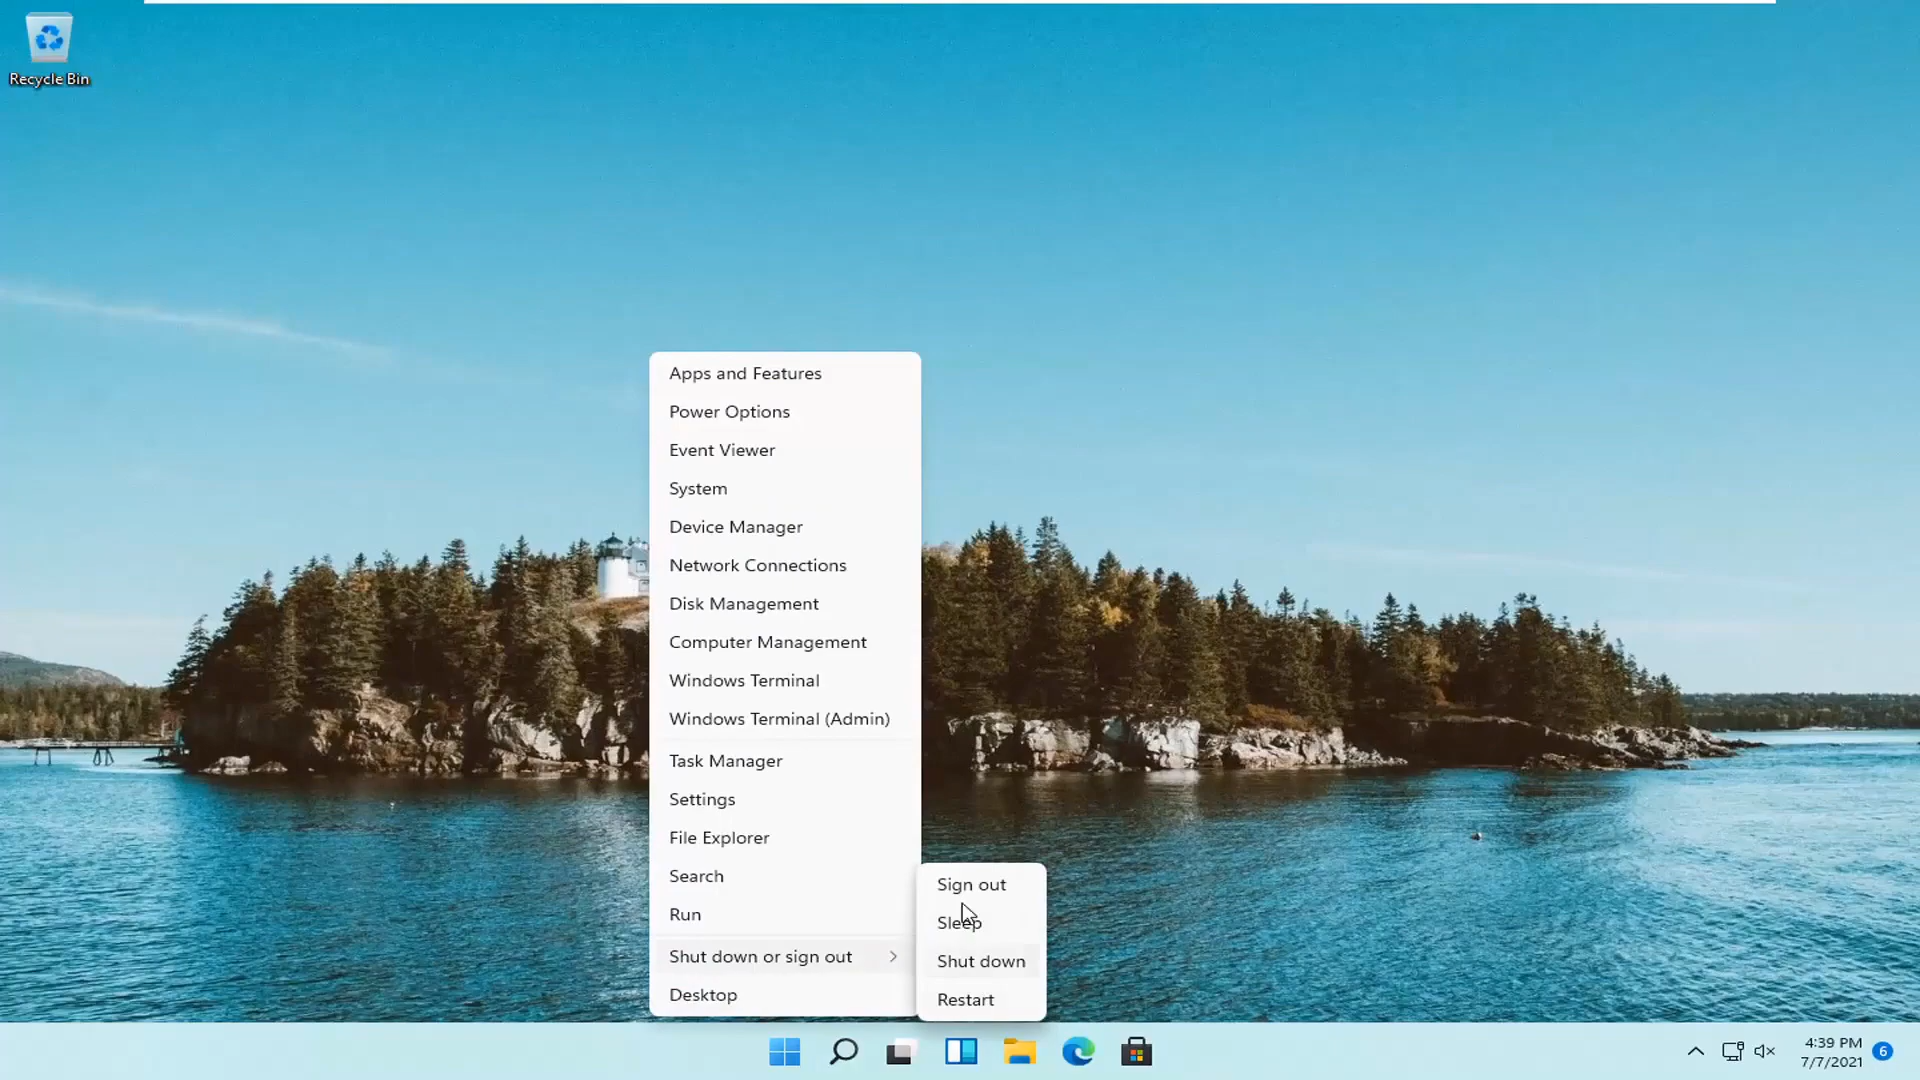 Recycle Bin
Apps and Features
Power Options
Event Viewer
System
Device Manager
Network Connections
Disk Management
Computer Management
Windows Terminal
Windows Terminal (Admin)
Task Manager
Settings
File Explorer
Search
Run
Shut down or sign out
Desktop
Sign out
Sleep
Shut down
Restart
4:39 PM
7/7/2021
6